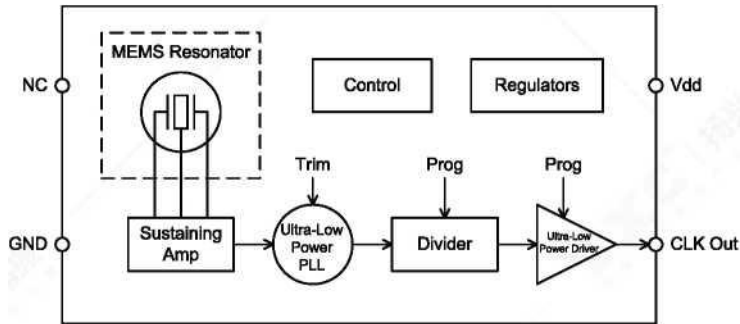 MEMS Resonator
NC
Control
Regulators
Vdd
Trim
Prog
Prog
GND
Sustaining
Amp
Ultra-Low
Power
PLL
Divider
Ultra-Low
Power Driver
CLK Out